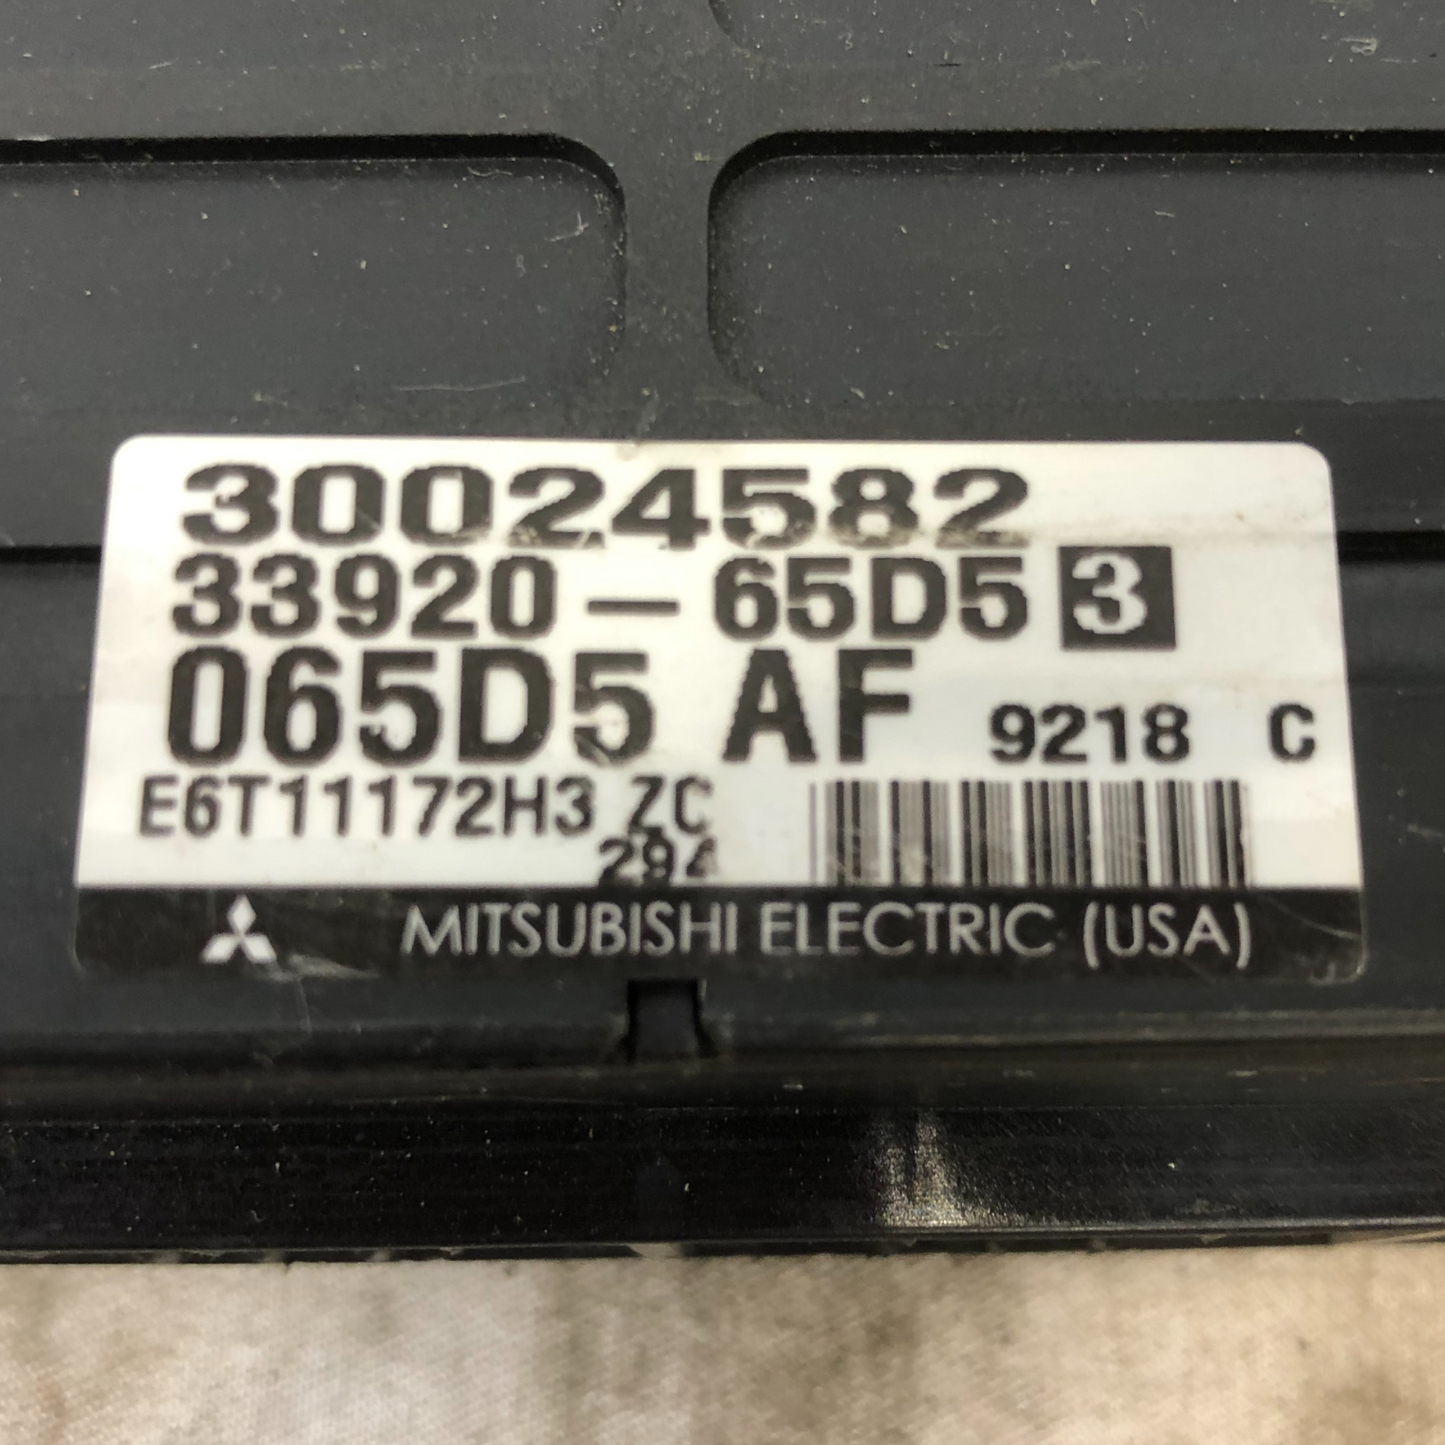 30024582
33920-65D5 3
065D5 AF 9218 C
E6T11172H3 ZC
294
MITSUBISHI ELECTRIC (USA)